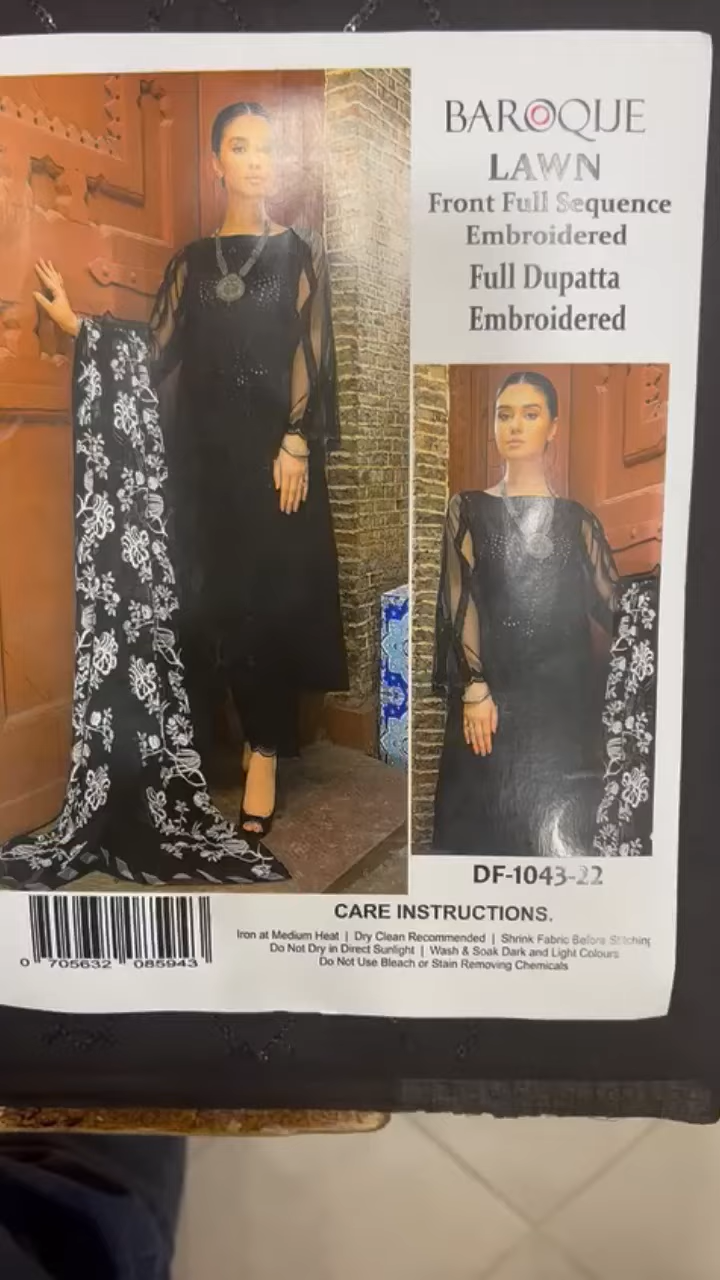 BAROQUE
LAWN
Front Full Sequence
Embroidered
Full Dupatta
Embroidered
DF-1043-22
CARE INSTRUCTIONS.
Iron at Medium Heat | Dry Clean Recommended | Shrink Fabric Before Stitching
Do Not Dry in Direct Sunlight | Wash & Soak Dark and Light Colours
Do Not Use Bleach or Stain Removing Chemicals
0 705632 085943